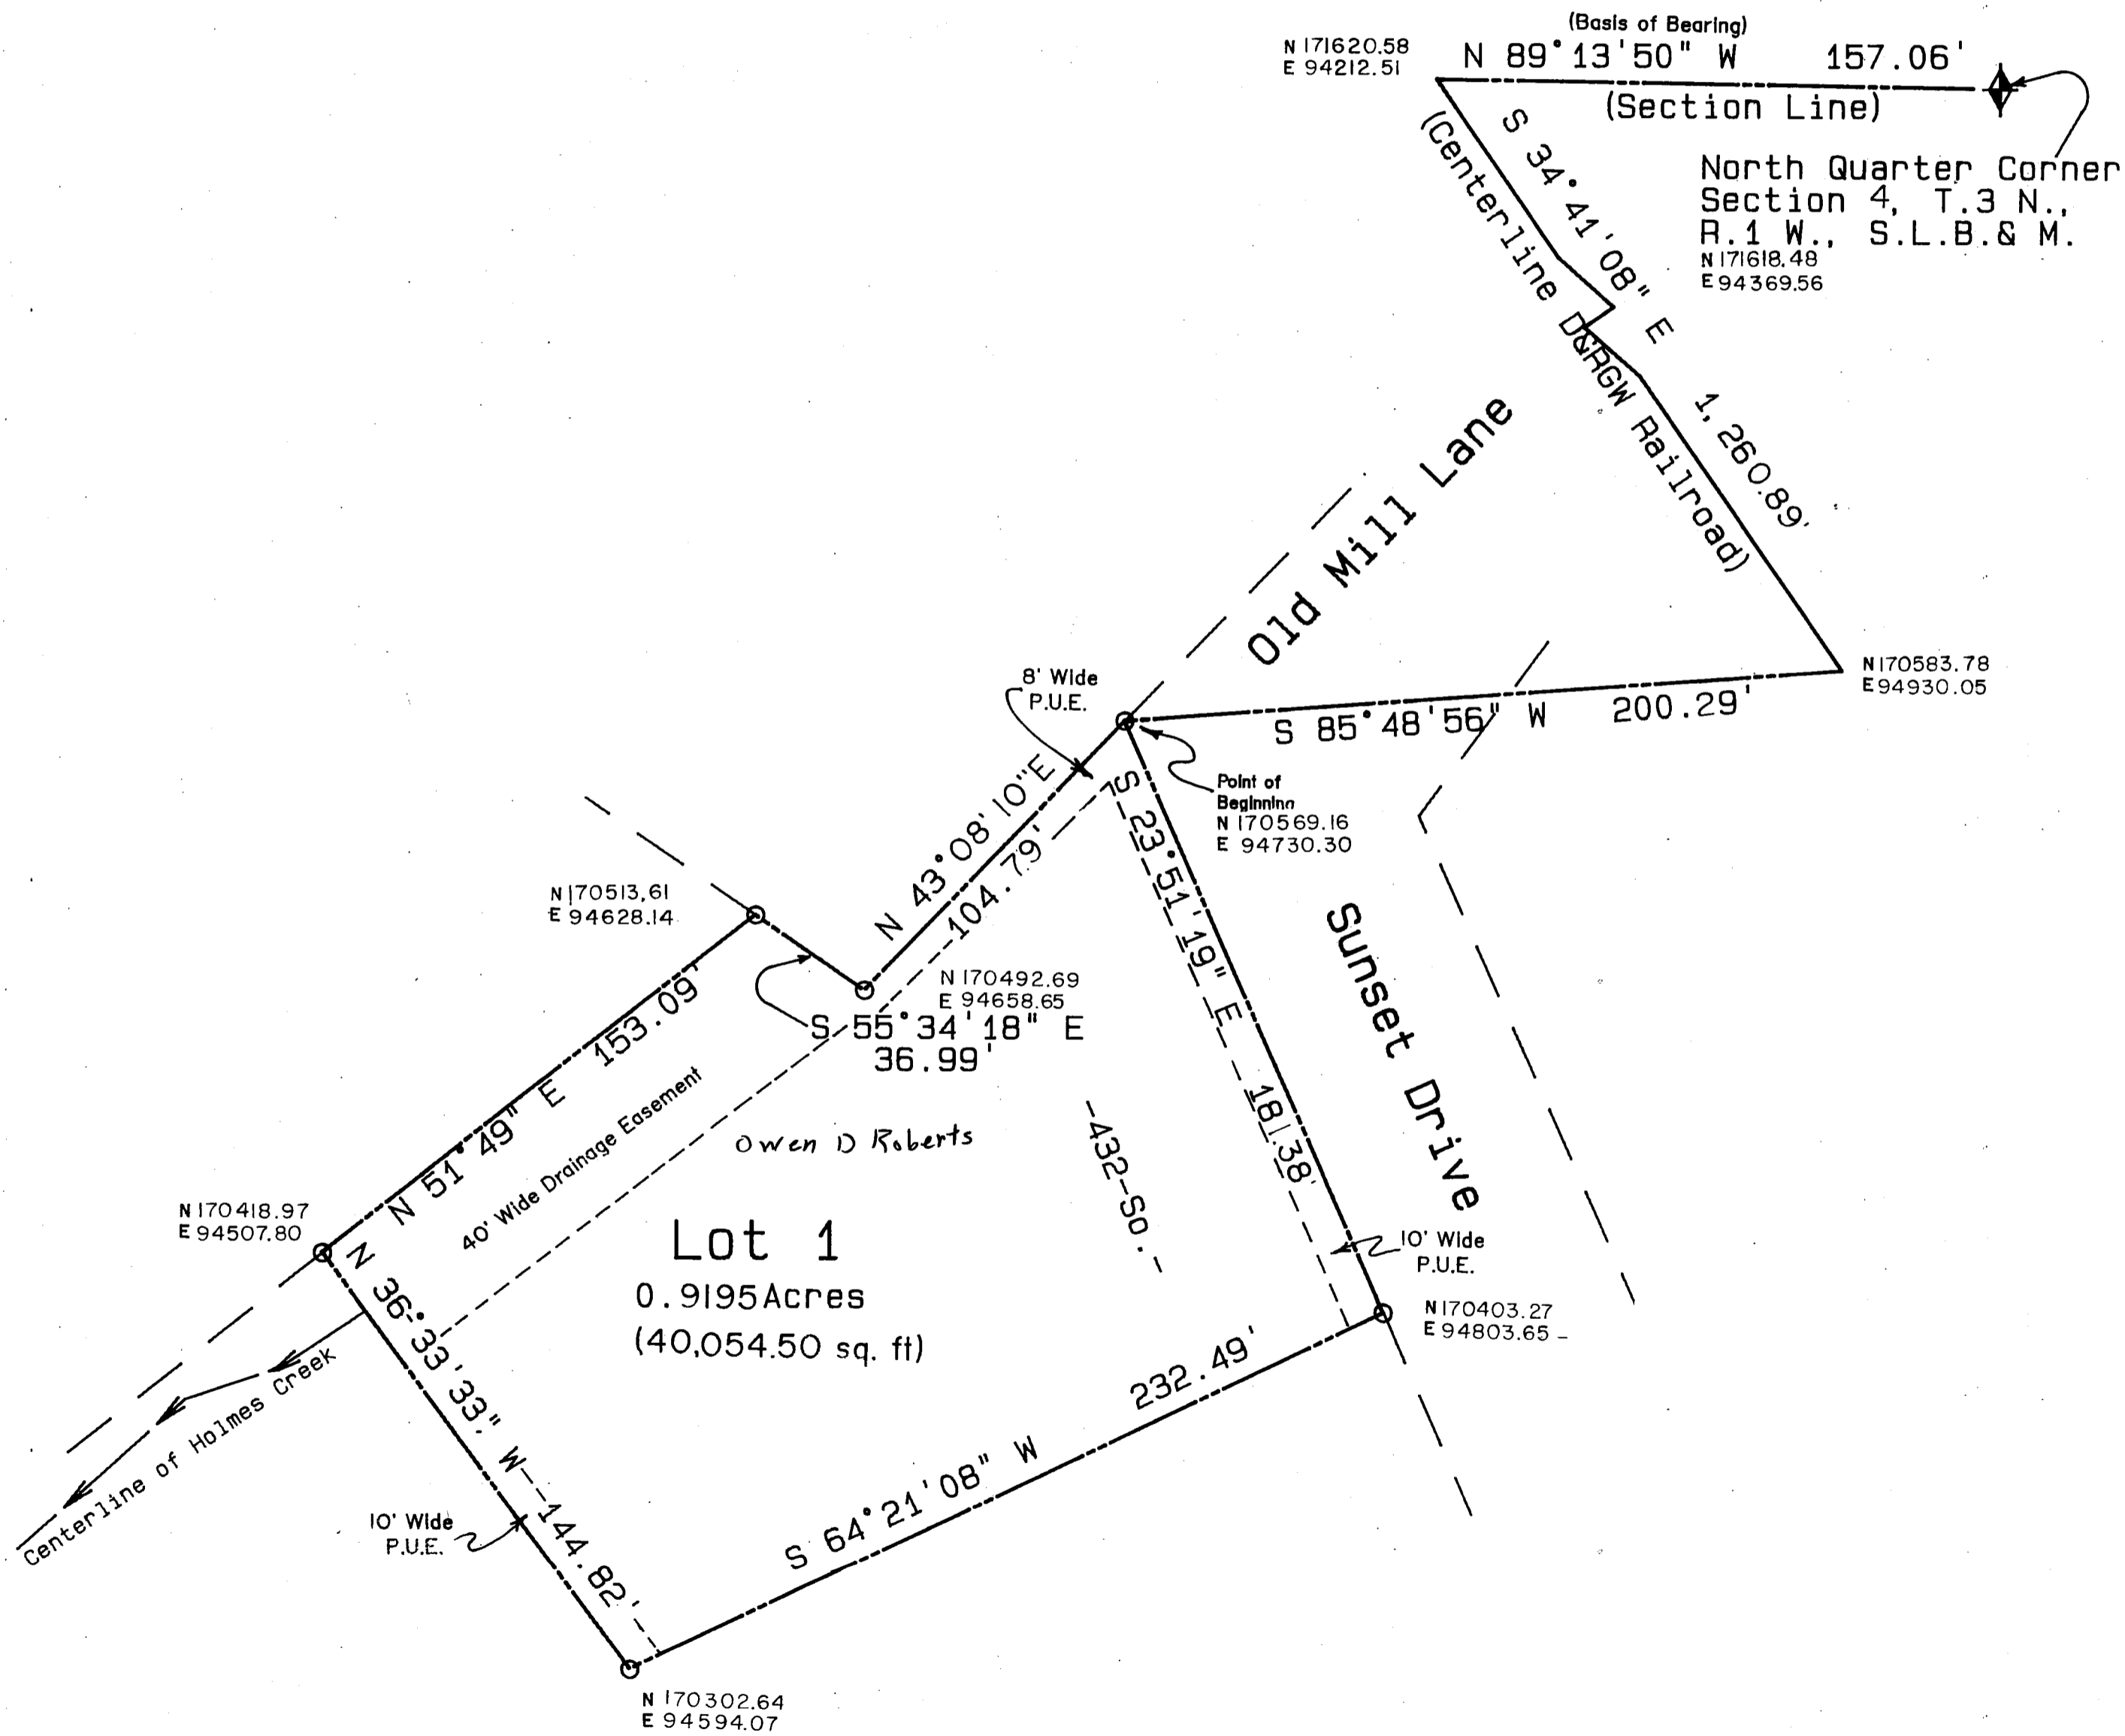 (Basis of Bearing)
N 171620.58
E 94212.51
N 89°13'50" W 157.06'
(Section Line)
S 34°41'08" E
1,260.89'
(Centerline D&RGW Railroad)
North Quarter Corner
Section 4, T.3 N.,
R.1 W., S.L.B.& M.
N 171618.48
E 94369.56
Old Mill Lane
N 170583.78
E 94930.05
8' Wide
P.U.E.
S 85°48'56" W 200.29'
Point of
Beginning
N 170569.16
E 94730.30
N 43°08'10"E
104.79'
S 23°51'19" E 181.38'
N 170513,61
E 94628.14
Sunset Drive
N 170492.69
E 94658.65
S 55°34'18" E
36.99'
N 51°49" E 153.09'
40' Wide Drainage Easement
Owen D Roberts
-432-So.-
N 170418.97
E 94507.80
Lot 1
0.9195 Acres
(40,054.50 sq. ft)
10' Wide
P.U.E.
N 170403.27
E 94803.65 -
N 36°33'33" W 144.82'
Centerline of Holmes Creek
S 64°21'08" W 232.49'
10' Wide
P.U.E.
N 170302.64
E 94594.07